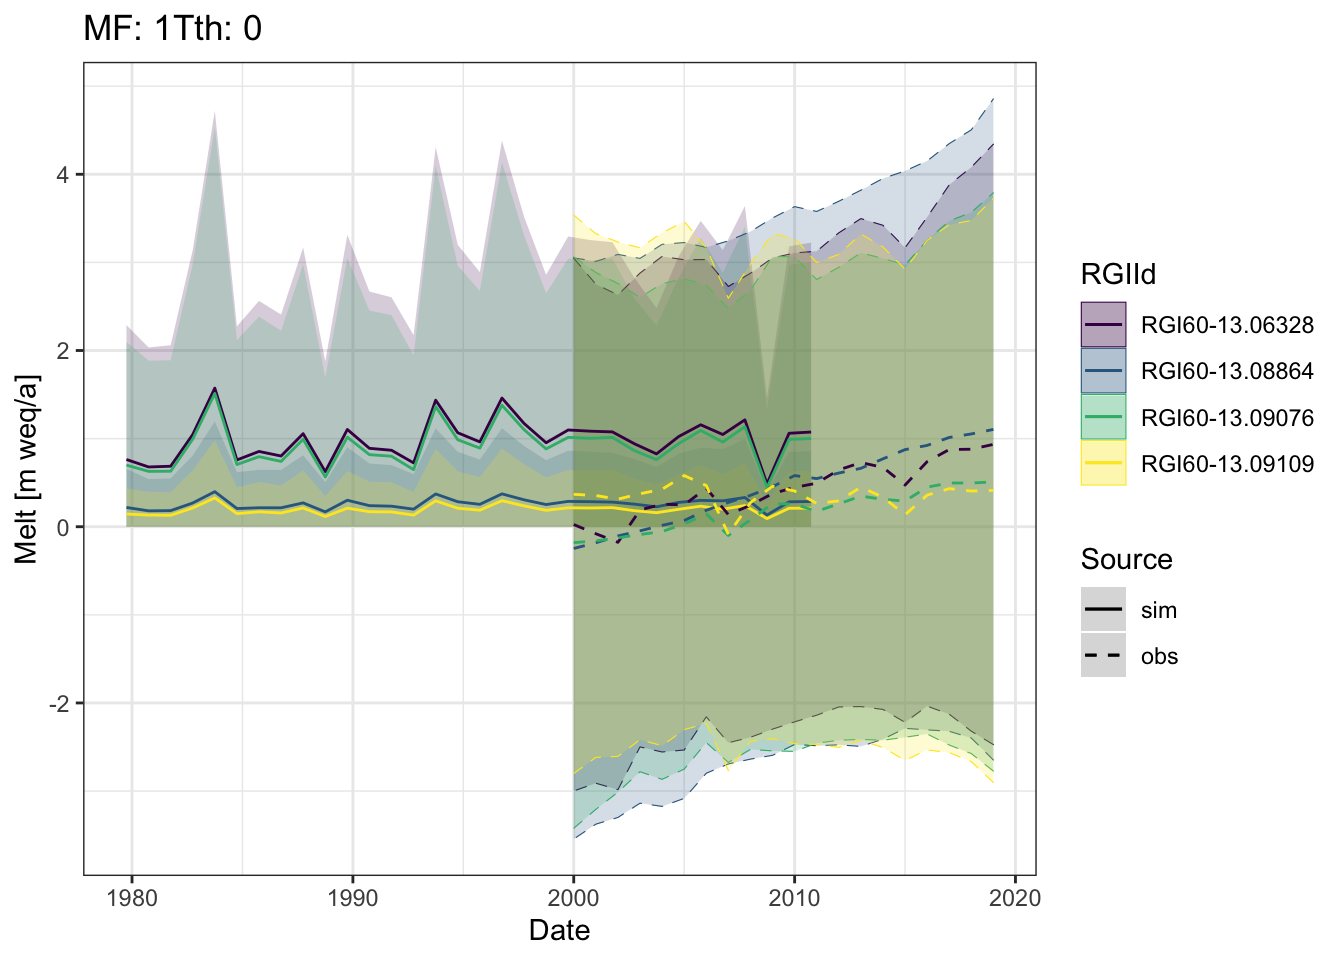 MF: 1Tth: 0
Melt [m weq/a]
4
2
0
-2
1980
1990
2000
2010
2020
Date
RGIId
RGI60-13.06328
RGI60-13.08864
RGI60-13.09076
RGI60-13.09109
Source
sim
obs